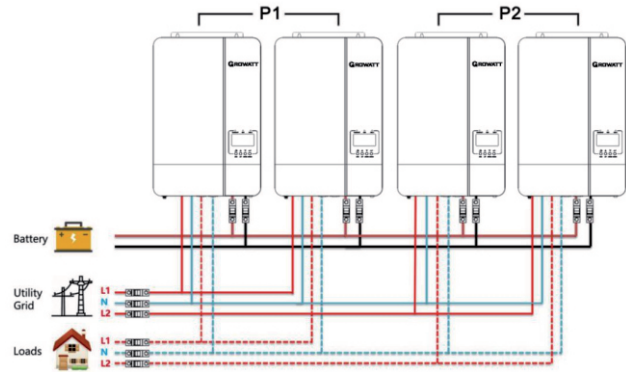 P1
P2
GROWATT
GROWATT
GROWATT
GROWATT
Battery
Utility
Grid
L1
N
L2
Loads
L1
N
L2